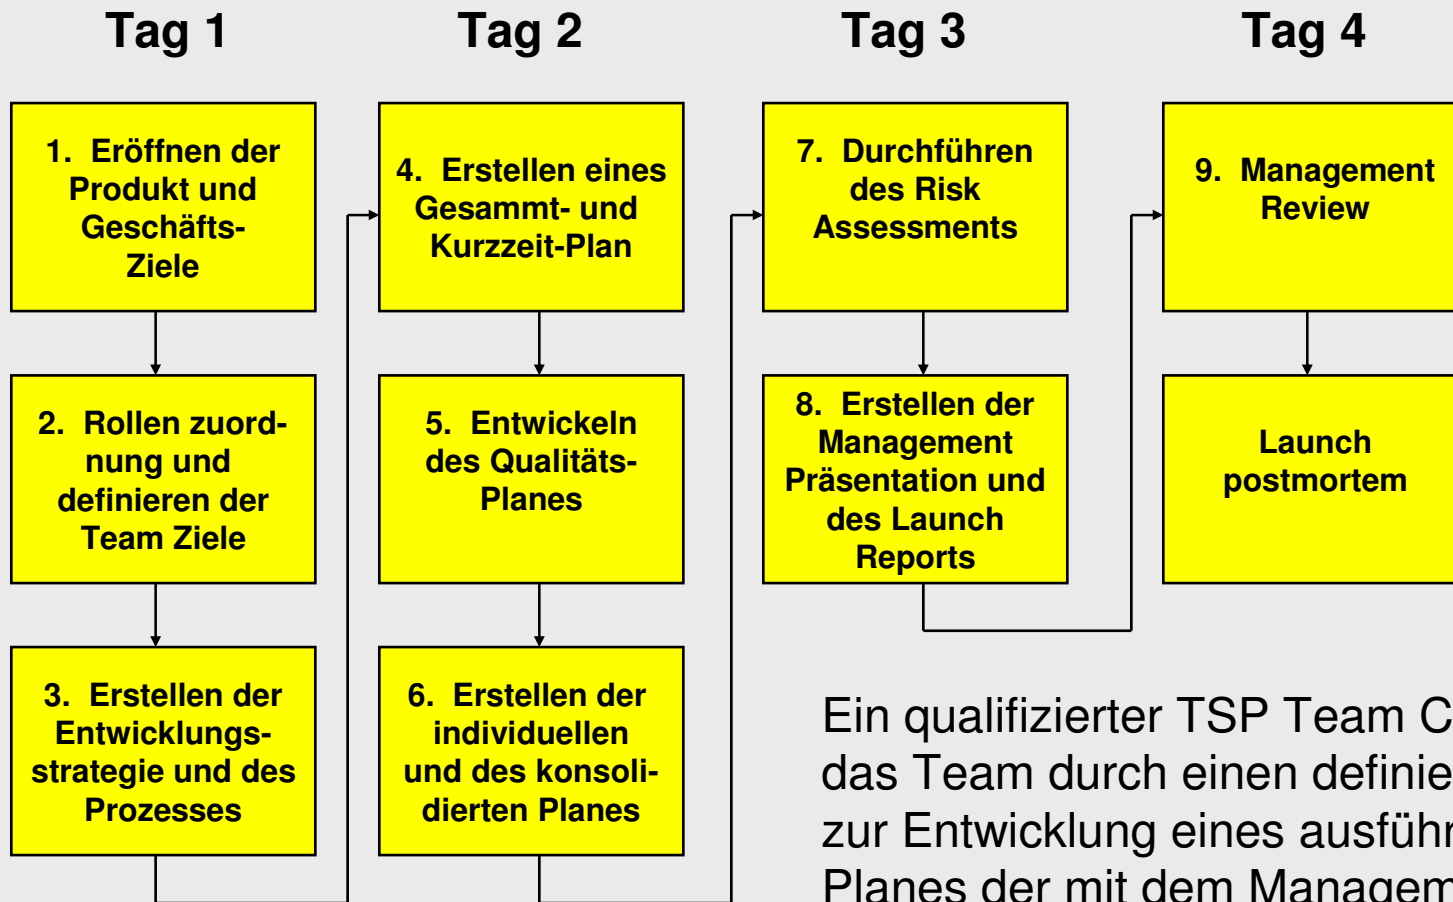 Tag 1
Tag 2
Tag 3
Tag 4
1. Eröffnen der
Produkt und
Geschäfts-
Ziele
2. Rollen zuord-
nung und
definieren der
Team Ziele
3. Erstellen der
Entwicklungs-
strategie und des
Prozesses
4. Erstellen eines
Gesammt- und
Kurzzeit-Plan
5. Entwickeln
des Qualitäts-
Planes
6. Erstellen der
individuellen
und des konsoli-
dierten Planes
7. Durchführen
des Risk
Assessments
8. Erstellen der
Management
Präsentation und
des Launch
Reports
9. Management
Review
Launch
postmortem
Ein qualifizierter TSP Team
das Team durch einen
zur Entwicklung eines
Planes der mit dem